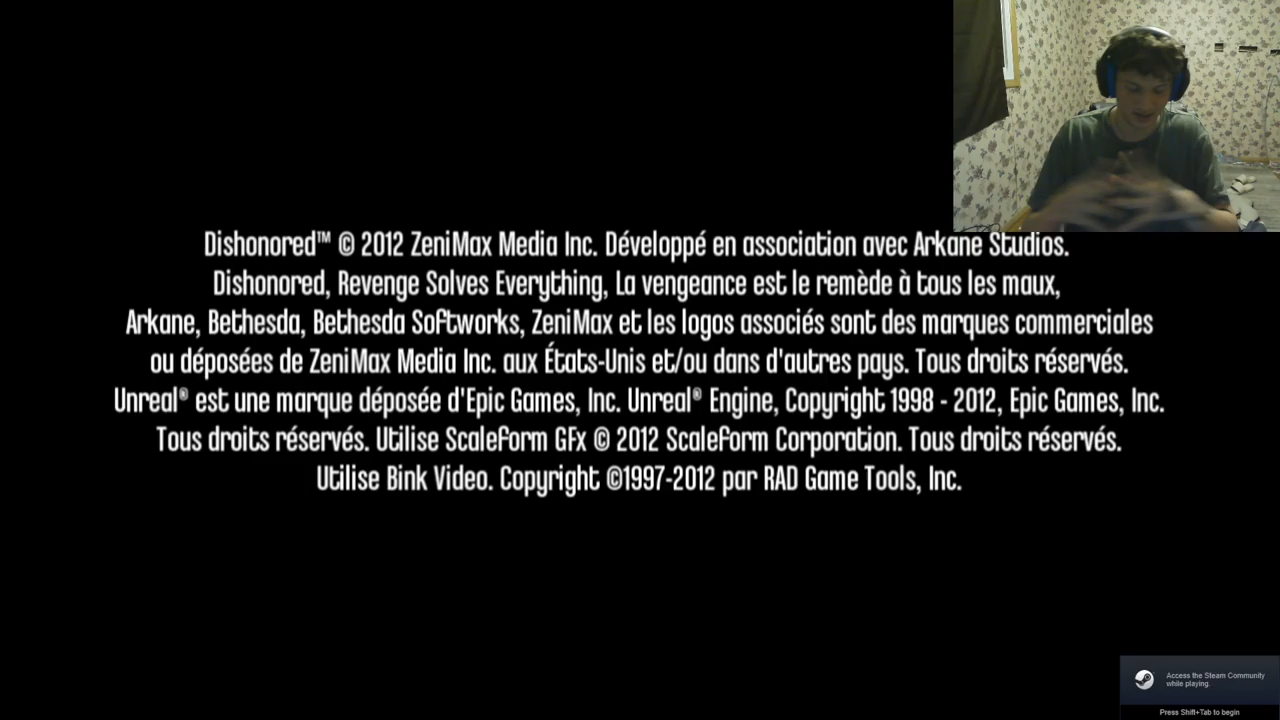 Dishonored™ © 2012 ZeniMax Media Inc. Développé en association avec Arkane Studios.
Dishonored, Revenge Solves Everything, La vengeance est le remède à tous les maux,
Arkane, Bethesda, Bethesda Softworks, ZeniMax et les logos associés sont des marques commerciales
ou déposées de ZeniMax Media Inc. aux États-Unis et/ou dans d'autres pays. Tous droits réservés.
Unreal® est une marque déposée d'Epic Games, Inc. Unreal® Engine, Copyright 1998 - 2012, Epic Games, Inc.
Tous droits réservés. Utilise Scaleform GFx © 2012 Scaleform Corporation. Tous droits réservés.
Utilise Bink Video. Copyright ©1997-2012 par RAD Game Tools, Inc.
Access the Steam Community
while playing.
Press Shift+Tab to begin